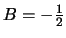 B = −½